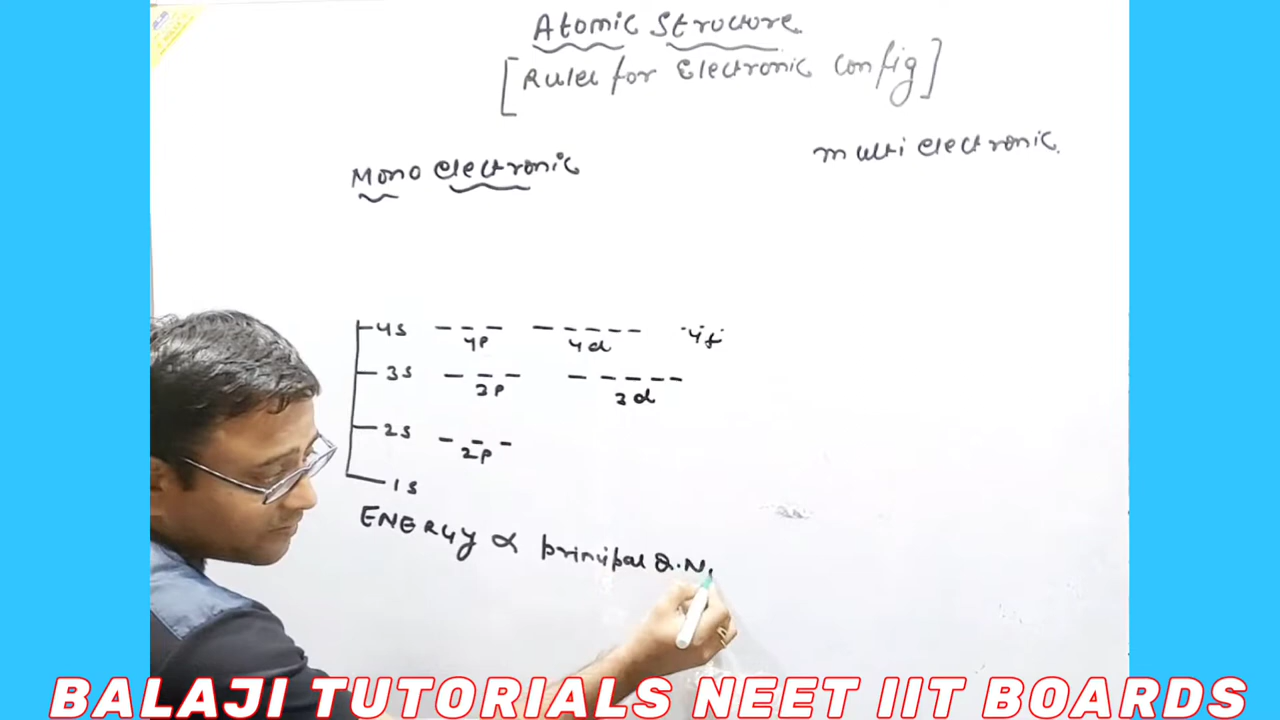 Atomic Structure
[Rules for Electronic Config]
Mono electronic
multi electronic.
4s 4p 4d 4f
3s 3p 3d
2s 2p
1s
ENERGY ∝ principal Q.N.
BALAJI TUTORIALS NEET IIT BOARDS